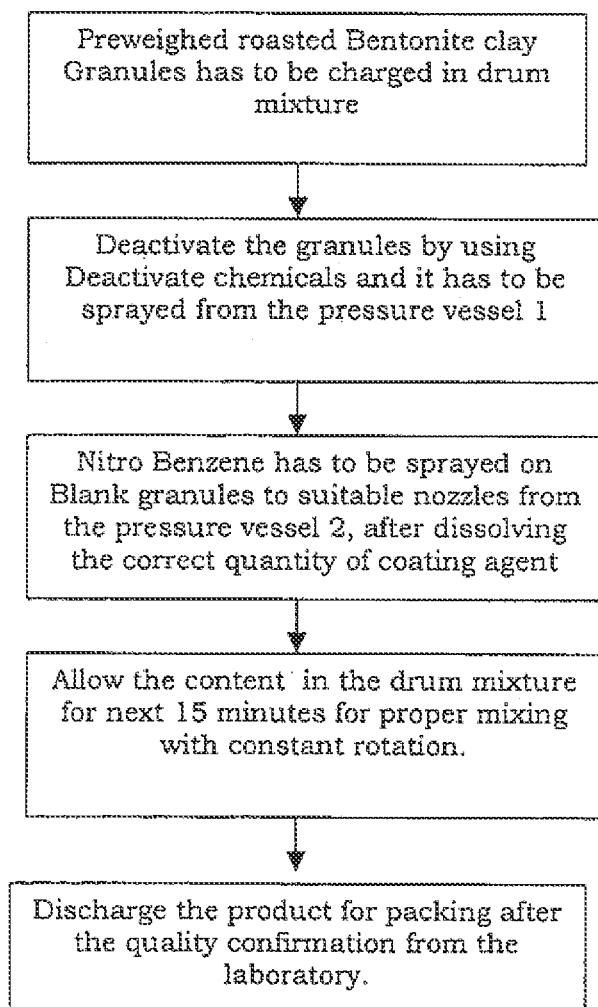 Preweighed roasted Bentonite clay
Granules has to be charged in drum
mixture
Deactivate the granules by using
Deactivate chemicals and it has to be
sprayed from the pressure vessel 1
Nitro Benzene has to be sprayed on
Blank granules to suitable nozzles from
the pressure vessel 2, after dissolving
the correct quantity of coating agent
Allow the content in the drum mixture
for next 15 minutes for proper mixing
with constant rotation.
Discharge the product for packing after
the quality confirmation from the
laboratory.